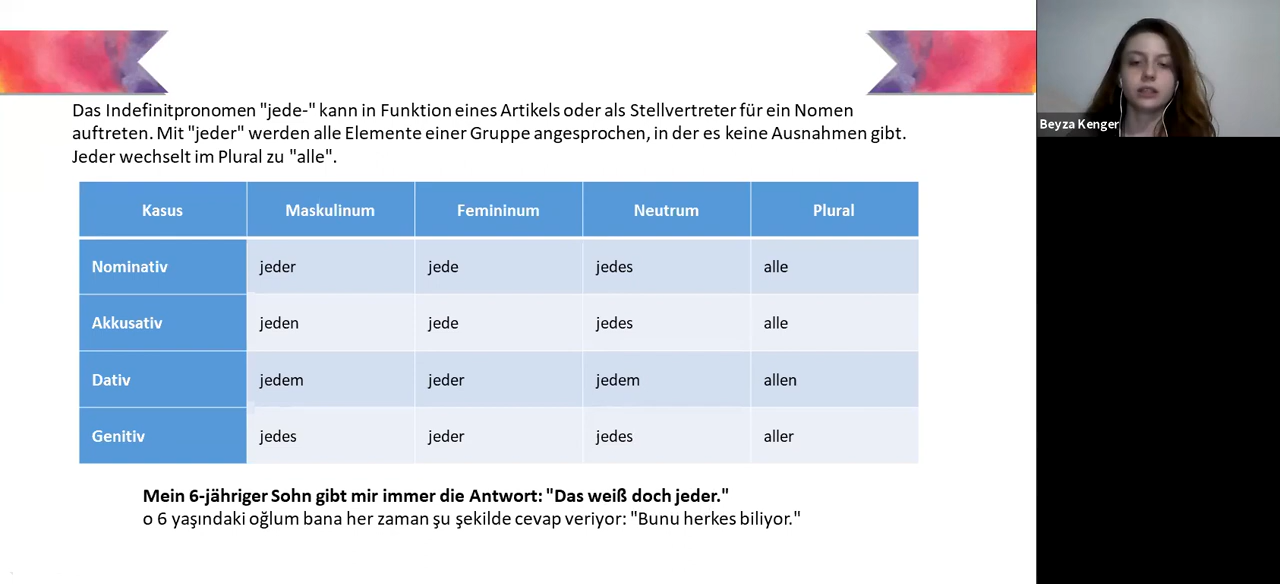 Das Indefinitpronomen "jede-" kann in Funktion eines Artikels oder als Stellvertreter für ein Nomen
auftreten. Mit "jeder" werden alle Elemente einer Gruppe angesprochen, in der es keine Ausnahmen gibt.
Jeder wechselt im Plural zu "alle".
Kasus Maskulinum Femininum Neutrum Plural
Nominativ jeder jede jedes alle
Akkusativ jeden jede jedes alle
Dativ jedem jeder jedem allen
Genitiv jedes jeder jedes aller
Mein 6-jähriger Sohn gibt mir immer die Antwort: "Das weiß doch jeder."
o 6 yaşındaki oğlum bana her zaman şu şekilde cevap veriyor: "Bunu herkes biliyor."
Beyza Kenger